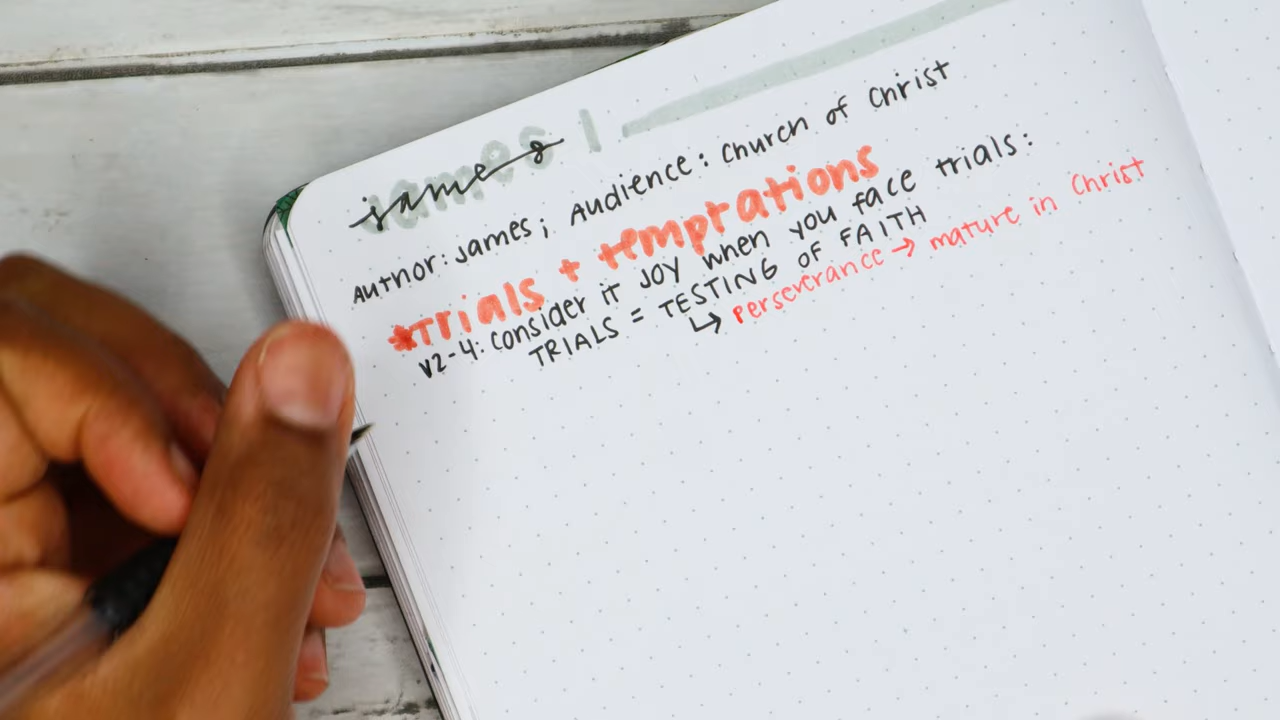 James 1
Author: James; Audience: Church of Christ
*Trials + temptations
v2-4: Consider it JOY when you face trials:
TRIALS = TESTING OF FAITH
↳ perseverance → mature in Christ